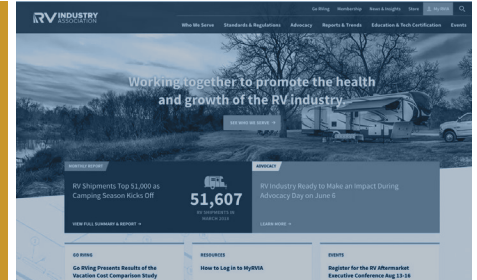 Go RVing Membership News & Insights Store My RVIA
RV INDUSTRY
ASSOCIATION
Who We Serve Standards & Regulations Advocacy Reports & Trends Education & Tech Certification Events
Working together to promote the health
and growth of the RV industry.
SEE WHO WE SERVE →
MONTHLY REPORT
RV Shipments Top 51,000 as
Camping Season Kicks Off
VIEW FULL SUMMARY & REPORT →
51,607
RV SHIPMENTS IN
ADVOCACY
RV Industry Ready to Make an Impact During
Advocacy Day on June 6
LEARN MORE →
GO RVING
Go RVing Presents Results of the
Vacation Cost Comparison Study
RESOURCES
How to Log in to MyRVIA
EVENTS
Register for the RV Aftermarket
Executive Conference Aug 13-16